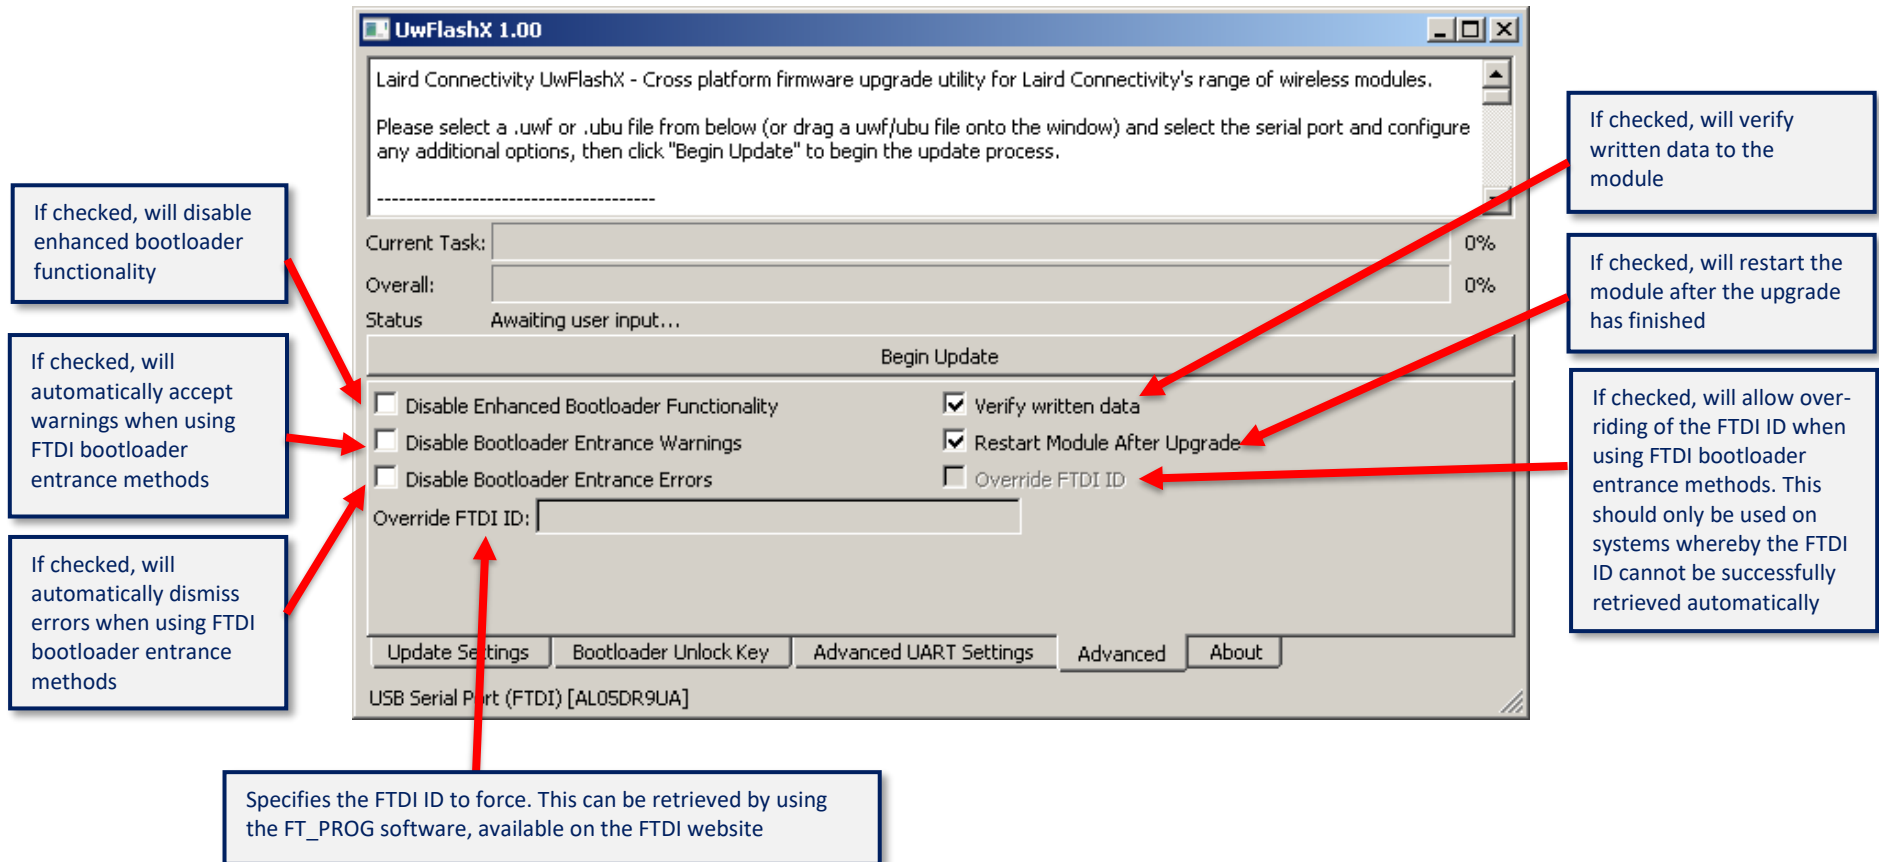 UwFlashX 1.00
Laird Connectivity UwFlashX - Cross platform firmware upgrade utility for Laird Connectivity's range of wireless modules.
Please select a .uwf or .ubu file from below (or drag a uwf/ubu file onto the window) and select the serial port and configure
any additional options, then click "Begin Update" to begin the update process.
--------------------------------------
Current Task:
0%
Overall:
0%
Status
Awaiting user input...
Begin Update
Disable Enhanced Bootloader Functionality
Verify written data
Disable Bootloader Entrance Warnings
Restart Module After Upgrade
Disable Bootloader Entrance Errors
Override FTDI ID
Override FTDI ID:
Update Settings
Bootloader Unlock Key
Advanced UART Settings
Advanced
About
USB Serial Port (FTDI) [AL05DR9UA]
If checked, will disable
enhanced bootloader
functionality
If checked, will
automatically accept
warnings when using
FTDI bootloader
entrance methods
If checked, will
automatically dismiss
errors when using FTDI
bootloader entrance
methods
If checked, will verify
written data to the
module
If checked, will restart the
module after the upgrade
has finished
If checked, will allow over-
riding of the FTDI ID when
using FTDI bootloader
entrance methods. This
should only be used on
systems whereby the FTDI
ID cannot be successfully
retrieved automatically
Specifies the FTDI ID to force. This can be retrieved by using
the FT_PROG software, available on the FTDI website